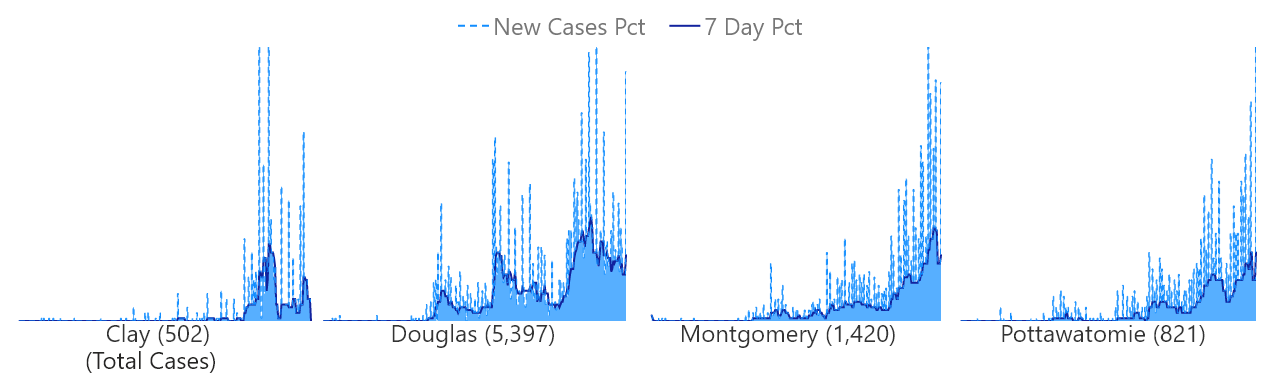 New Cases Pct 7 Day Pct
Clay (502) Douglas (5,397) Montgomery (1,420) Pottawatomie (821)
(Total Cases)